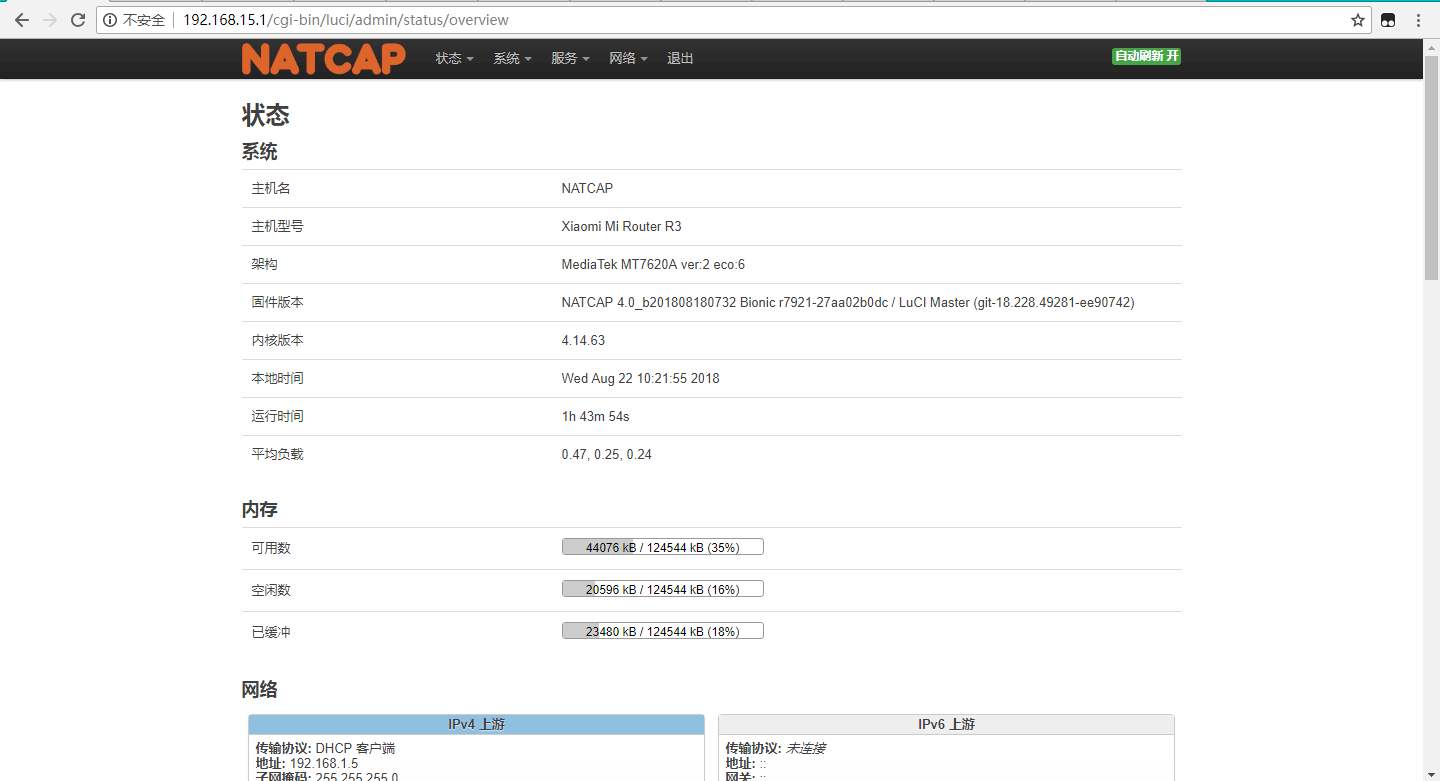 不安全 192.168.15.1/cgi-bin/luci/admin/status/overview
NATCAP 状态 系统 服务 网络 退出 自动刷新 开
状态
系统
主机名 NATCAP
主机型号 Xiaomi Mi Router R3
架构 MediaTek MT7620A ver:2 eco:6
固件版本 NATCAP 4.0_b201808180732 Bionic r7921-27aa02b0dc / LuCI Master (git-18.228.49281-ee90742)
内核版本 4.14.63
本地时间 Wed Aug 22 10:21:55 2018
运行时间 1h 43m 54s
平均负载 0.47, 0.25, 0.24
内存
可用数 44076 kB / 124544 kB (35%)
空闲数 20596 kB / 124544 kB (16%)
已缓冲 23480 kB / 124544 kB (18%)
网络
IPv4 上游 IPv6 上游
传输协议: DHCP 客户端 传输协议: 未连接
地址: 192.168.1.5 地址: ::
子网掩码: 255.255.255.0 网关: ::